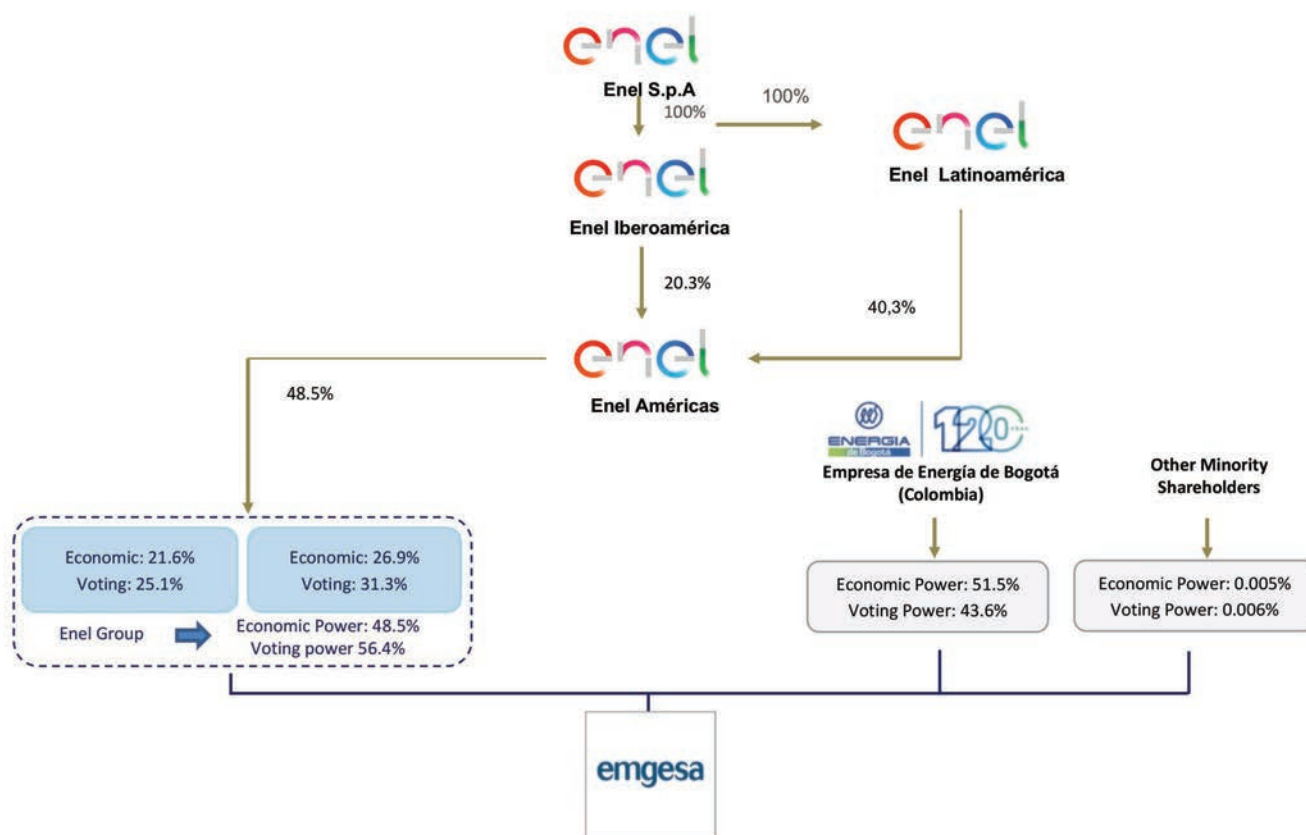 enel
Enel S.p.A
100%
100%
enel
Enel Latinoamérica
enel
Enel Iberoamérica
20.3%
40,3%
enel
Enel Américas
48.5%
ENERGIA
de Bogotá
120
Empresa de Energía de Bogotá
(Colombia)
Other Minority
Shareholders
Economic: 21.6%
Voting: 25.1%
Economic: 26.9%
Voting: 31.3%
Enel Group
Economic Power: 48.5%
Voting power 56.4%
Economic Power: 51.5%
Voting Power: 43.6%
Economic Power: 0.005%
Voting Power: 0.006%
emgesa